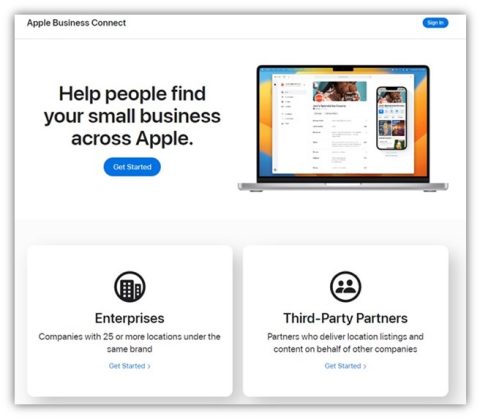 Apple Business Connect
Sign In
Help people find
your small business
across Apple.
Get Started
Enterprises
Companies with 25 or more locations under the
same brand
Get Started >
Third-Party Partners
Partners who deliver location listings and
content on behalf of other companies
Get Started >